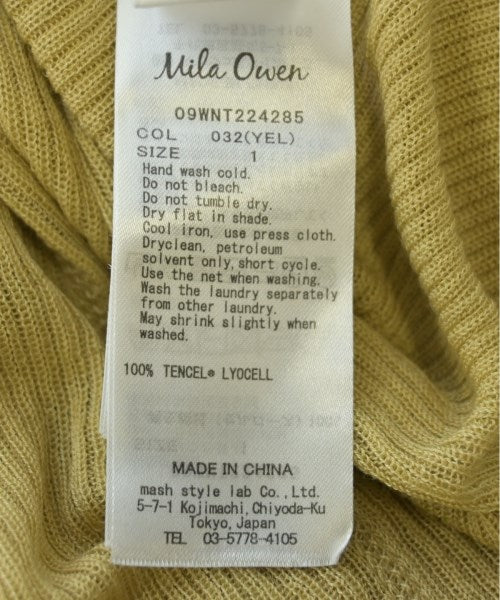 Mila Owen
09WNT224285
COL 032(YEL)
SIZE 1
Hand wash cold.
Do not bleach.
Do not tumble dry.
Dry flat in shade.
Cool iron, use press cloth.
Dryclean, petroleum
solvent only, short cycle.
Use the net when washing.
Wash the laundry separately
from other laundry.
May shrink slightly when
washed.
100% TENCEL® LYOCELL
MADE IN CHINA
mash style lab Co.,Ltd.
5-7-1 Kojimachi,Chiyoda-Ku
Tokyo,Japan
TEL 03-5778-4105